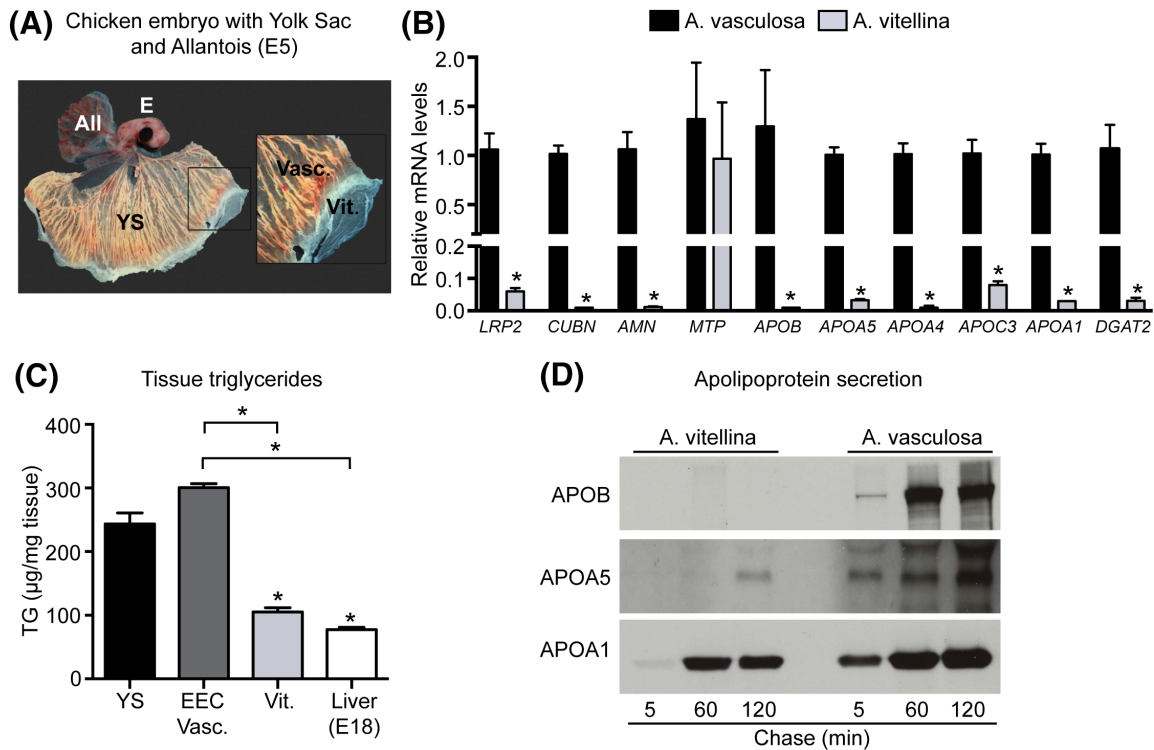 (A) Chicken embryo with Yolk Sac
and Allantois (E5)
All
E
YS
Vasc.
Vit.
(B)
A. vasculosa
A. vitellina
Relative mRNA levels
2.0
1.5
1.0
0.5
0.2
0.1
0.0
* * * * * * * * *
LRP2 CUBN AMN MTP APOB APOA5 APOA4 APOC3 APOA1 DGAT2
(C) Tissue triglycerides
TG (µg/mg tissue)
400
300
200
100
0
*
*
*
*
YS EEC Vit. Liver
Vasc. (E18)
(D) Apolipoprotein secretion
A. vitellina A. vasculosa
APOB
APOA5
APOA1
5 60 120 5 60 120
Chase (min)